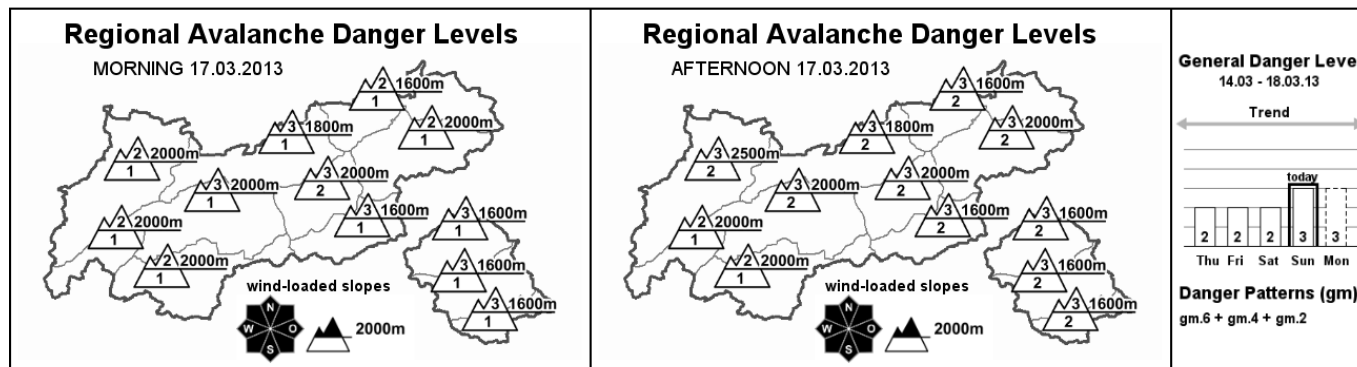 Regional Avalanche Danger Levels
MORNING 17.03.2013
2 1600m
1
3 1800m
1
2 2000m
1
2 2000m
1
3 2000m
2
3 2000m
1
3 1600m
1
3 1600m
1
2 2000m
1
2 2000m
1
3 1600m
1
3 1600m
1
wind-loaded slopes
N
W O
S
2000m
Regional Avalanche Danger Levels
AFTERNOON 17.03.2013
3 1600m
2
3 1800m
2
3 2000m
2
3 2500m
2
3 2000m
2
3 2000m
2
3 1600m
2
3 1600m
2
2 2000m
1
2 2000m
1
3 1600m
2
3 1600m
2
wind-loaded slopes
N
W O
S
2000m
General Danger Leve
14.03 - 18.03.13
Trend
today
2 2 2 3 3
Thu Fri Sat Sun Mon
Danger Patterns (gm)
gm.6 + gm.4 + gm.2